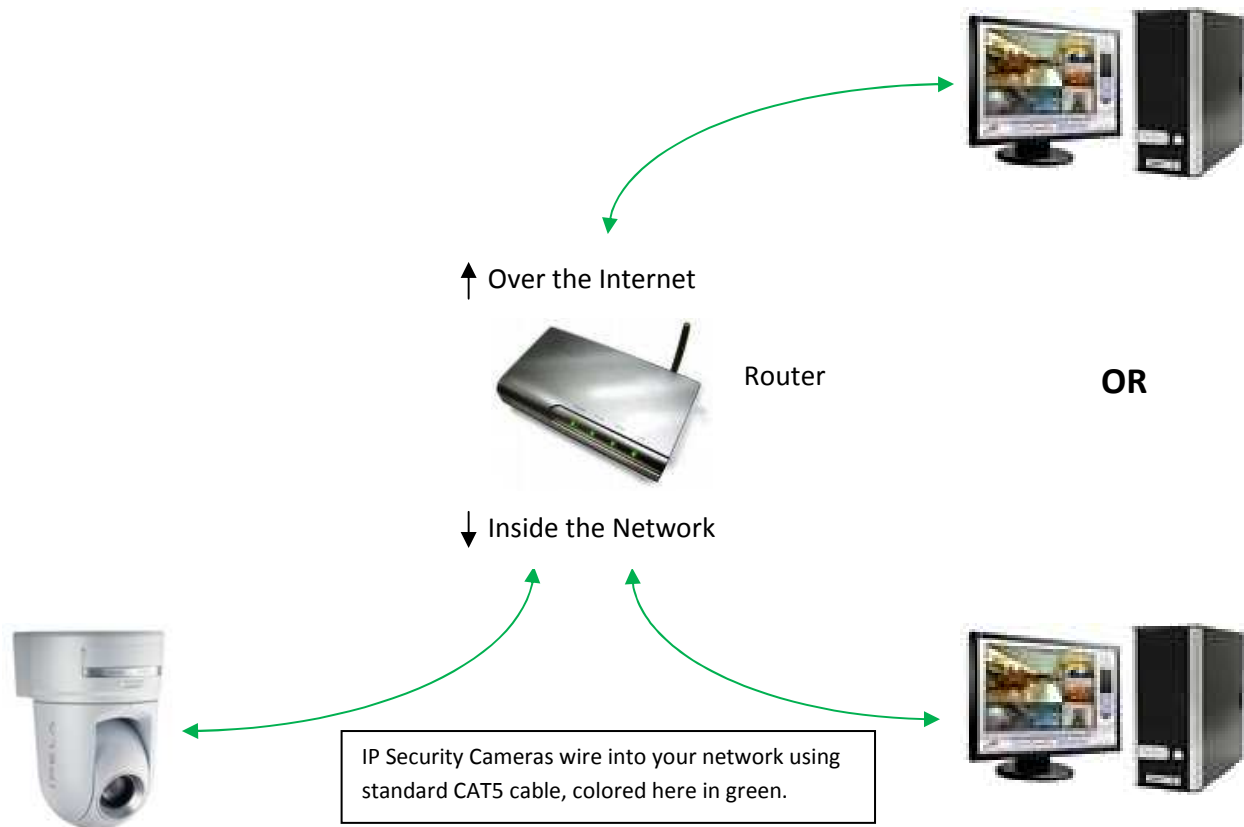 Over the Internet
Router
OR
Inside the Network
IP Security Cameras wire into your network using
standard CAT5 cable, colored here in green.
IPELA